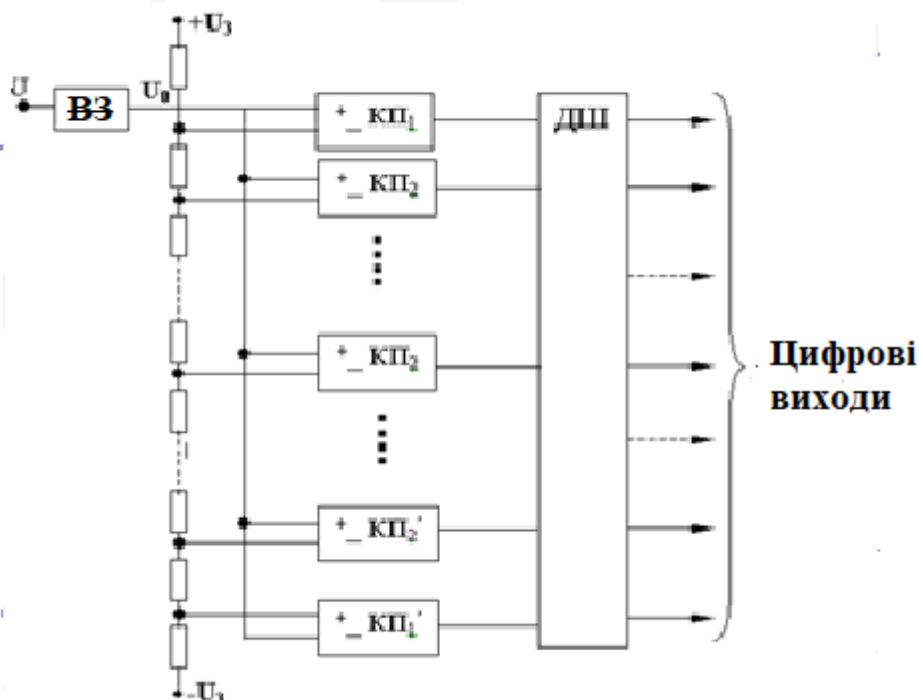 +U₃
U
ВЗ
U₀
+ − КП₁
ДШ
+ − КП₂
+ − КП₂
Цифрові
виходи
+ − КП₂'
+ − КП₁'
-U₃